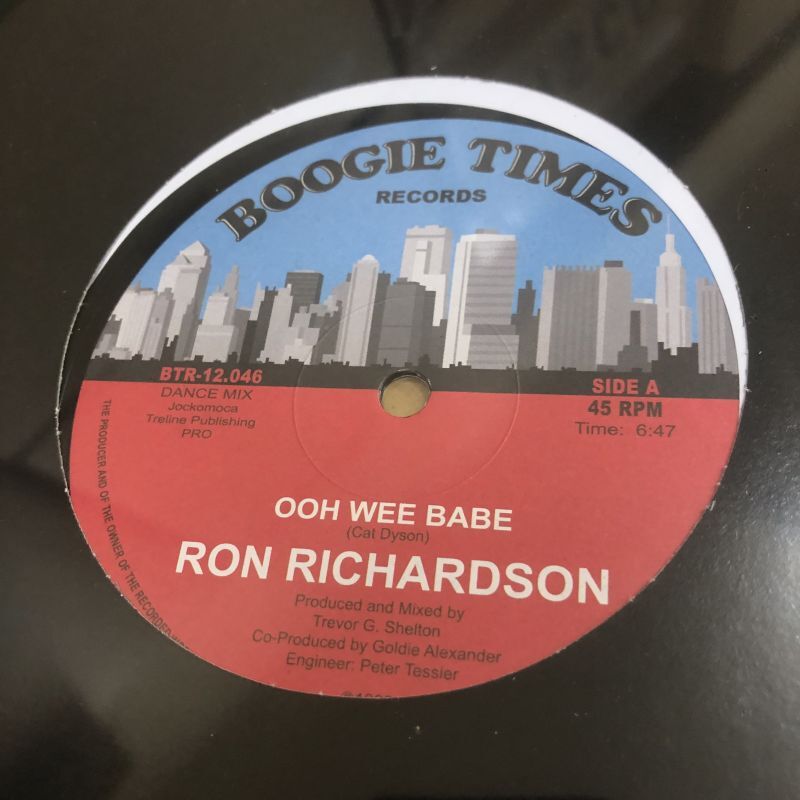 BOOGIE TIMES
RECORDS
BTR-12.046
DANCE MIX
Jockomoca
Treline Publishing
PRO
SIDE A
45 RPM
Time: 6:47
THE PRODUCER AND OF THE OWNER OF THE RECORDED
OOH WEE BABE
(Cat Dyson)
RON RICHARDSON
Produced and Mixed by
Trevor G. Shelton
Co-Produced by Goldie Alexander
Engineer: Peter Tessier